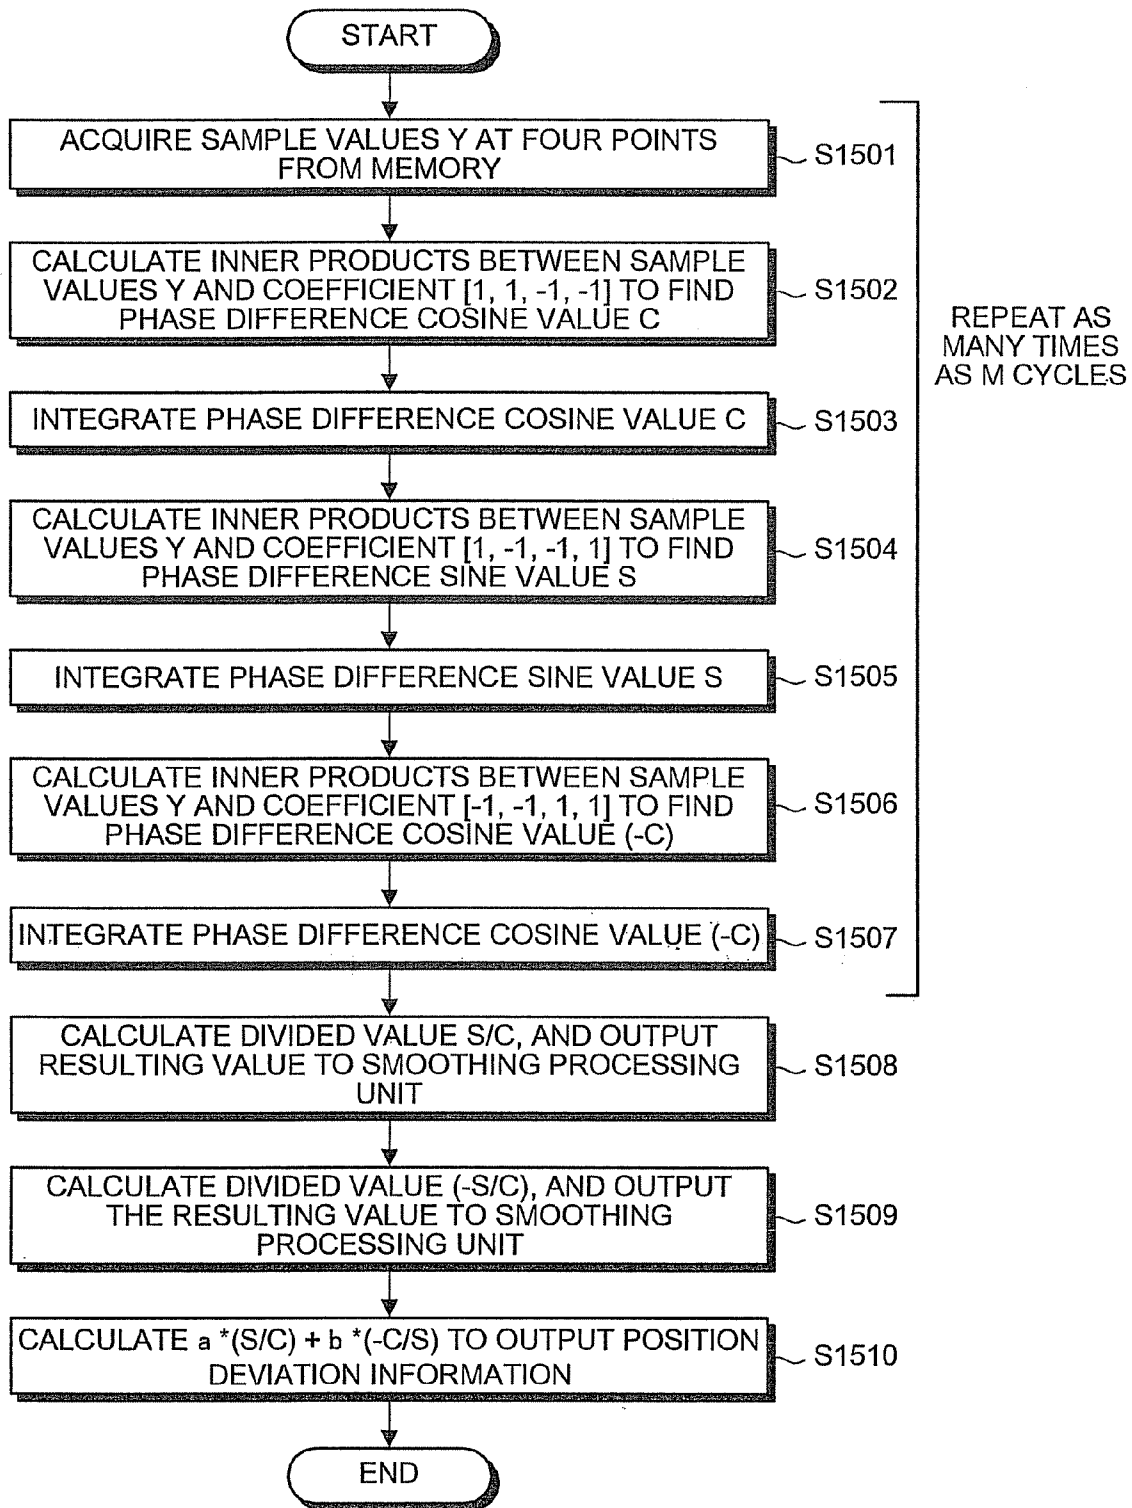 START
ACQUIRE SAMPLE VALUES Y AT FOUR POINTS
FROM MEMORY
S1501
CALCULATE INNER PRODUCTS BETWEEN SAMPLE
VALUES Y AND COEFFICIENT [1, 1, -1, -1] TO FIND
PHASE DIFFERENCE COSINE VALUE C
S1502
REPEAT AS
MANY TIMES
AS M CYCLES
INTEGRATE PHASE DIFFERENCE COSINE VALUE C
S1503
CALCULATE INNER PRODUCTS BETWEEN SAMPLE
VALUES Y AND COEFFICIENT [1, -1, -1, 1] TO FIND
PHASE DIFFERENCE SINE VALUE S
S1504
INTEGRATE PHASE DIFFERENCE SINE VALUE S
S1505
CALCULATE INNER PRODUCTS BETWEEN SAMPLE
VALUES Y AND COEFFICIENT [-1, -1, 1, 1] TO FIND
PHASE DIFFERENCE COSINE VALUE (-C)
S1506
INTEGRATE PHASE DIFFERENCE COSINE VALUE (-C)
S1507
CALCULATE DIVIDED VALUE S/C, AND OUTPUT
RESULTING VALUE TO SMOOTHING PROCESSING
UNIT
S1508
CALCULATE DIVIDED VALUE (-S/C), AND OUTPUT
THE RESULTING VALUE TO SMOOTHING
PROCESSING UNIT
S1509
CALCULATE a *(S/C) + b *(-C/S) TO OUTPUT POSITION
DEVIATION INFORMATION
S1510
END